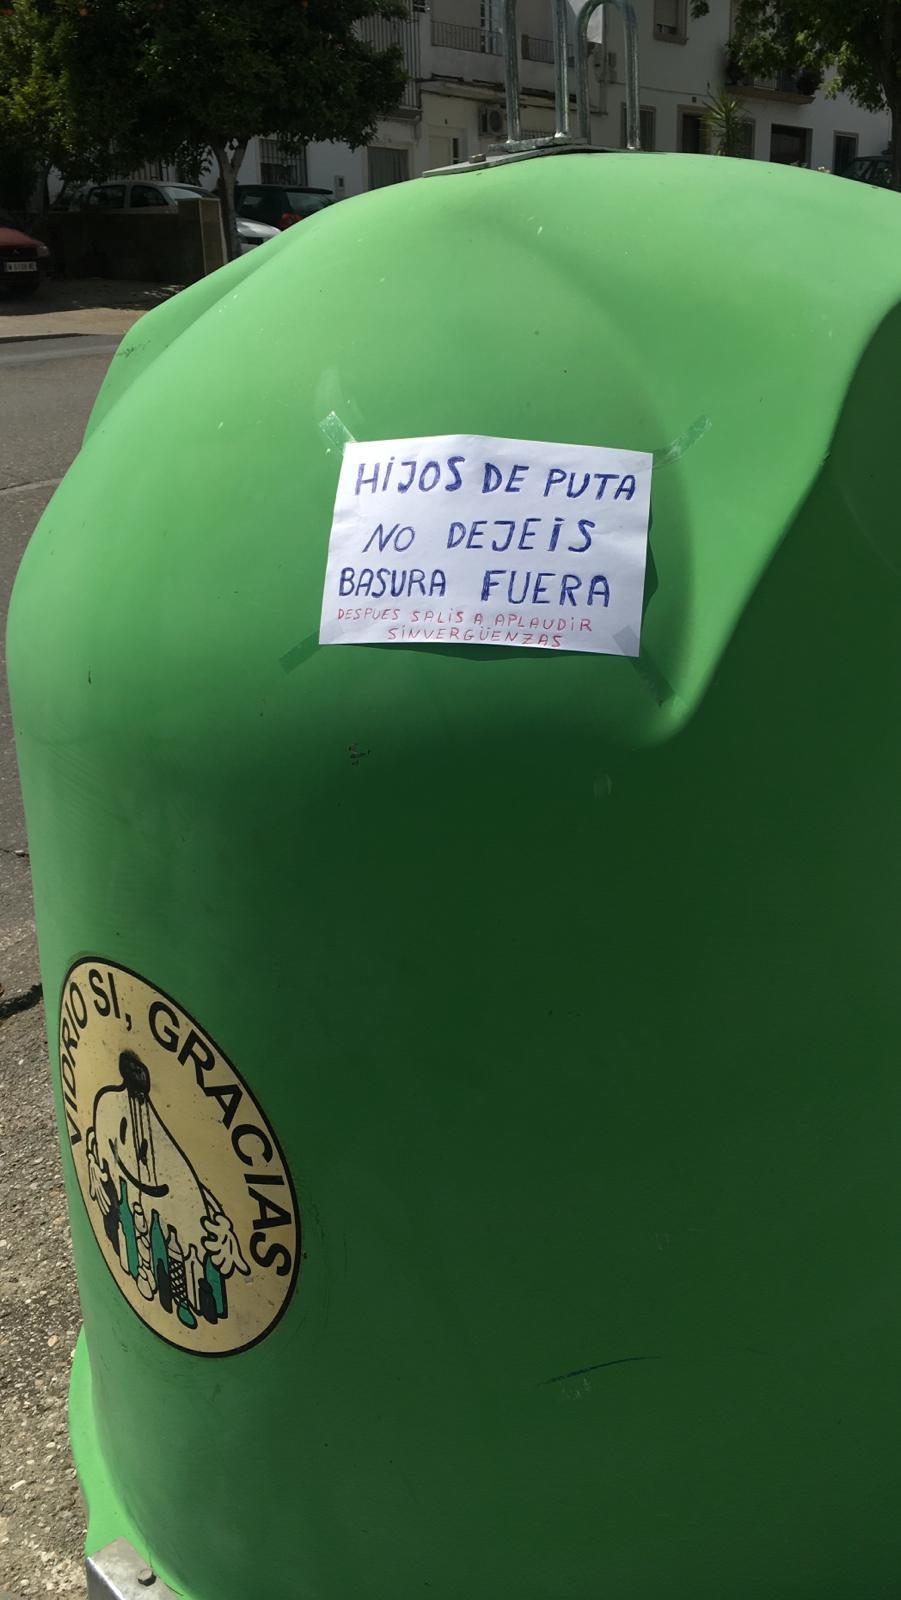 HIJOS DE PUTA
NO DEJEIS
BASURA FUERA
DESPUES SALIS A APLAUDIR
SINVERGÜENZAS
VIDRIO SI, GRACIAS